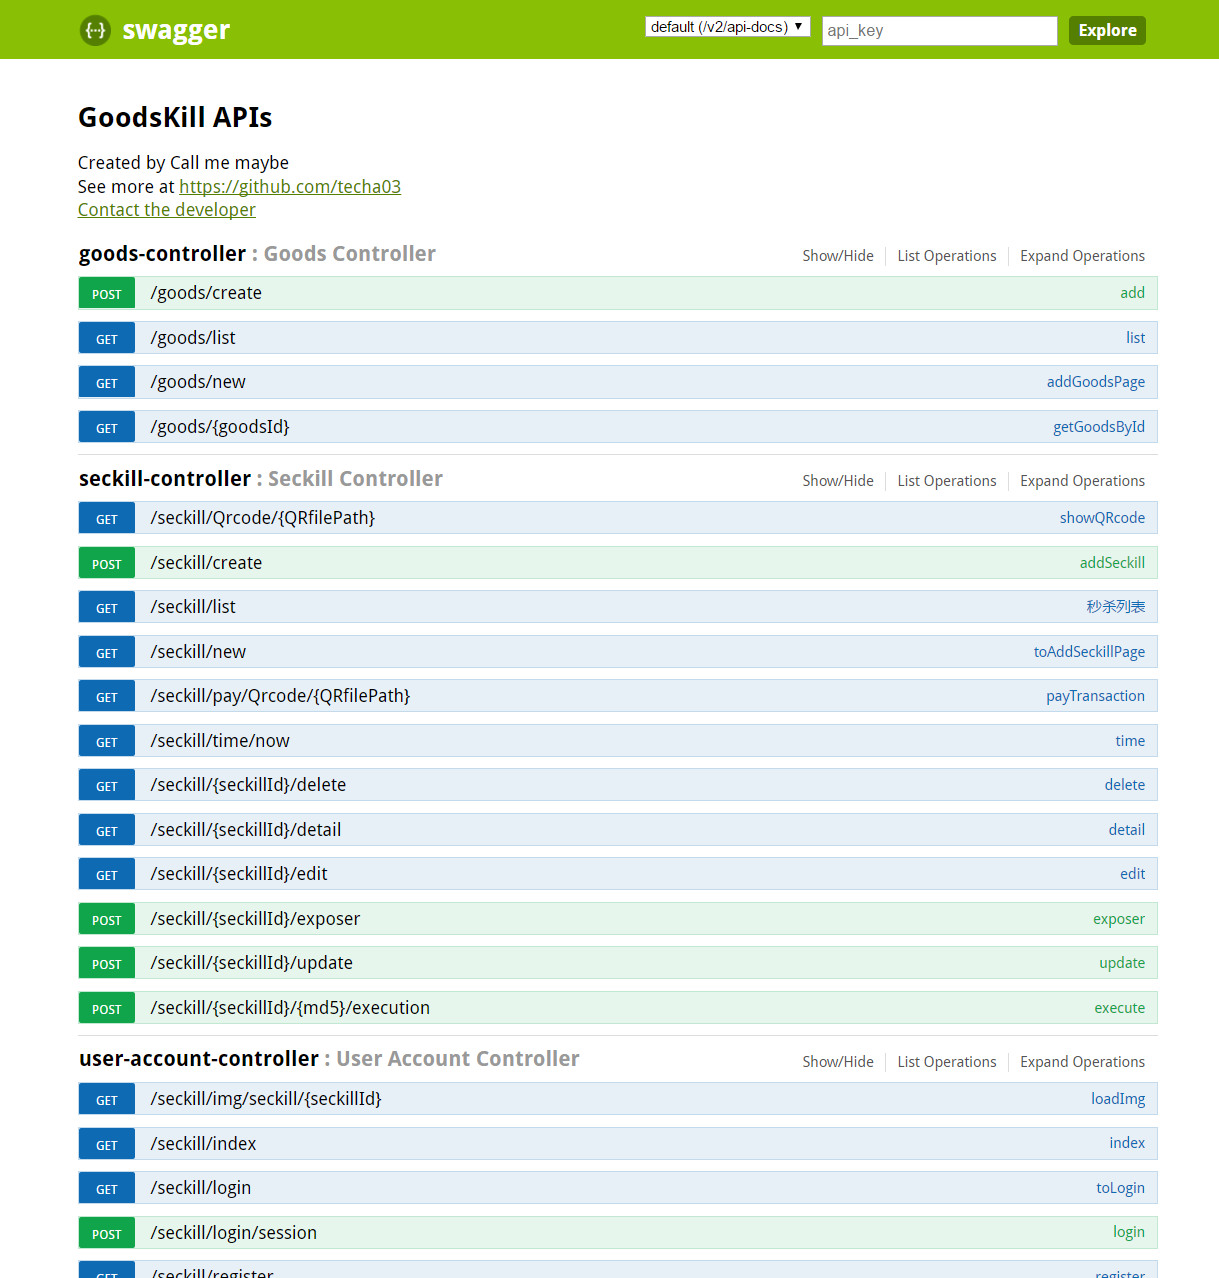 swagger default (/v2/api-docs) api_key Explore
GoodsKill APIs
Created by Call me maybe
See more at https://github.com/techa03
Contact the developer
goods-controller : Goods Controller Show/Hide List Operations Expand Operations
POST /goods/create add
GET /goods/list list
GET /goods/new addGoodsPage
GET /goods/{goodsId} getGoodsById
seckill-controller : Seckill Controller Show/Hide List Operations Expand Operations
GET /seckill/Qrcode/{QRfilePath} showQRcode
POST /seckill/create addSeckill
GET /seckill/list 秒杀列表
GET /seckill/new toAddSeckillPage
GET /seckill/pay/Qrcode/{QRfilePath} payTransaction
GET /seckill/time/now time
GET /seckill/{seckillId}/delete delete
GET /seckill/{seckillId}/detail detail
GET /seckill/{seckillId}/edit edit
POST /seckill/{seckillId}/exposer exposer
POST /seckill/{seckillId}/update update
POST /seckill/{seckillId}/{md5}/execution execute
user-account-controller : User Account Controller Show/Hide List Operations Expand Operations
GET /seckill/img/seckill/{seckillId} loadImg
GET /seckill/index index
GET /seckill/login toLogin
POST /seckill/login/session login
GET /seckill/register register